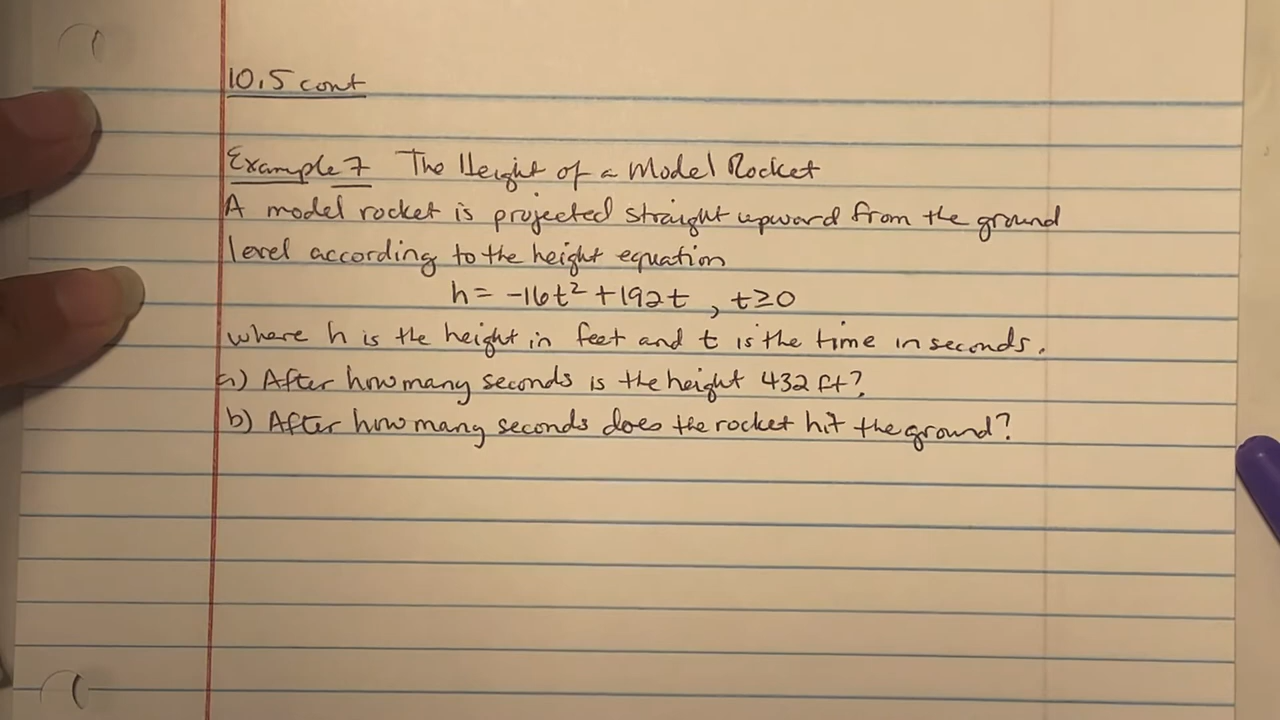 10.5 cont
Example 7 The Height of a Model Rocket
A model rocket is projected straight upward from the ground
level according to the height equation
h = -16t² + 192t , t≥0
where h is the height in feet and t is the time in seconds.
a) After how many seconds is the height 432 ft?
b) After how many seconds does the rocket hit the ground?